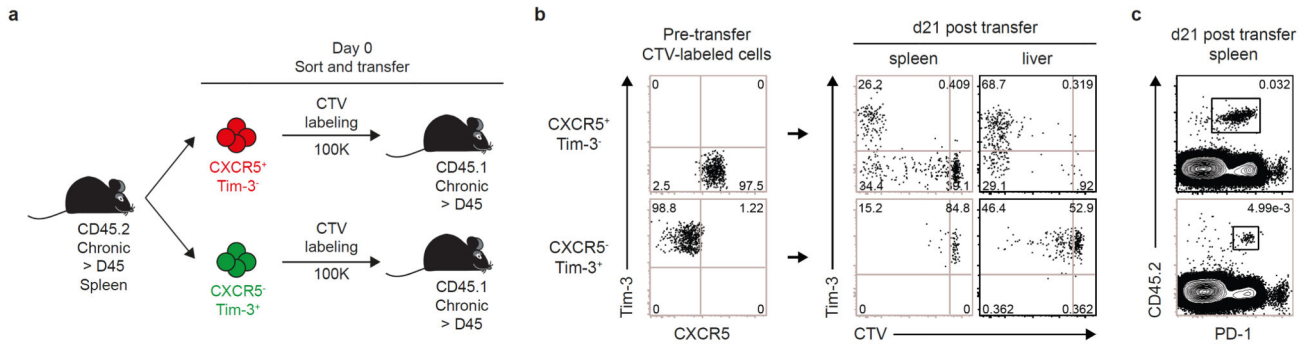 a
Day 0
Sort and transfer
CTV
labeling
100K
CXCR5+
Tim-3-
CD45.1
Chronic
> D45
CD45.2
Chronic
> D45
Spleen
CTV
labeling
100K
CXCR5-
Tim-3+
CD45.1
Chronic
> D45
b
Pre-transfer
CTV-labeled cells
d21 post transfer
spleen
liver
CXCR5+
Tim-3-
CXCR5-
Tim-3+
0
0
2.5
97.5
26.2
0.409
34.4
39.1
68.7
0.319
29.1
1.92
98.8
1.22
0
0
15.2
84.8
0
0
46.4
52.9
0.362
0.362
Tim-3
CXCR5
Tim-3
CTV
c
d21 post transfer
spleen
0.032
4.99e-3
CD45.2
PD-1